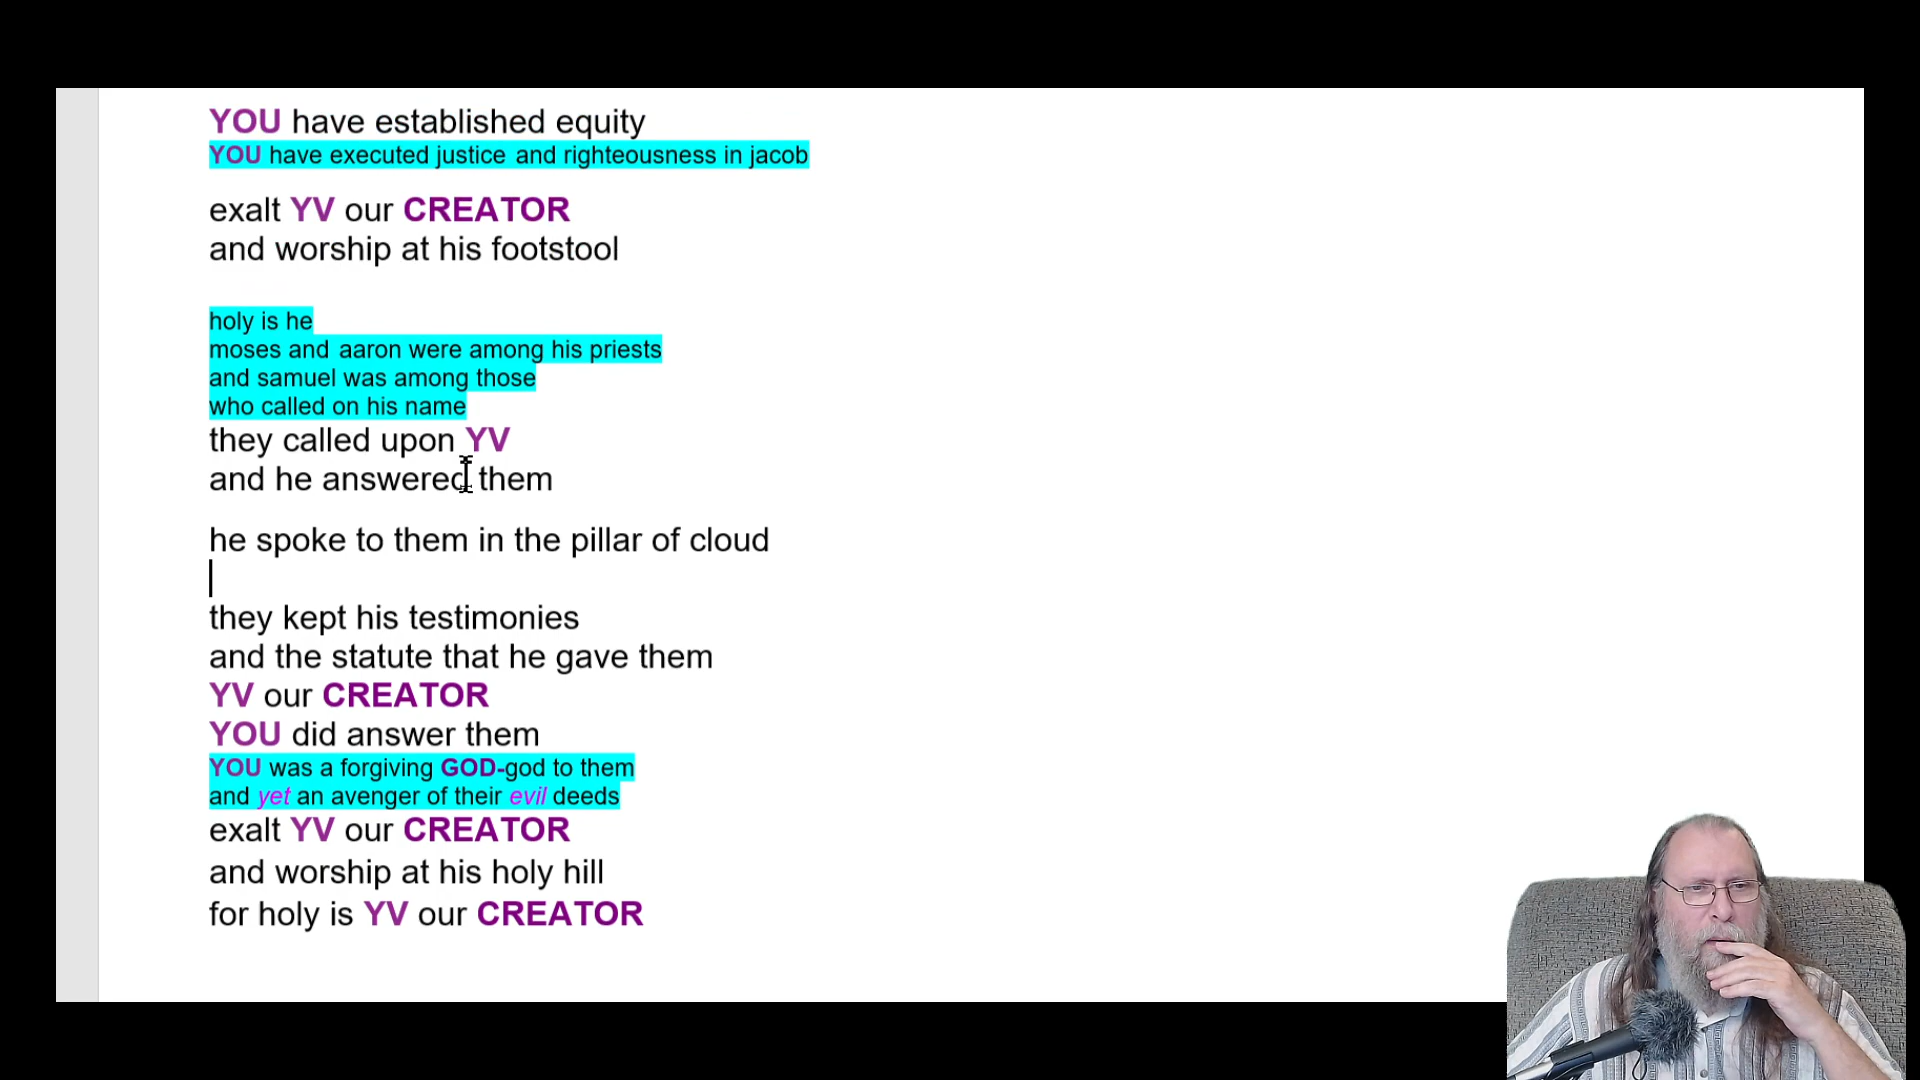 YOU have established equity
YOU have executed justice and righteousness in jacob
exalt YV our CREATOR
and worship at his footstool
holy is he
moses and aaron were among his priests
and samuel was among those
who called on his name
they called upon YV
and he answered them
he spoke to them in the pillar of cloud
they kept his testimonies
and the statute that he gave them
YV our CREATOR
YOU did answer them
YOU was a forgiving GOD-god to them
and yet an avenger of their evil deeds
exalt YV our CREATOR
and worship at his holy hill
for holy is YV our CREATOR